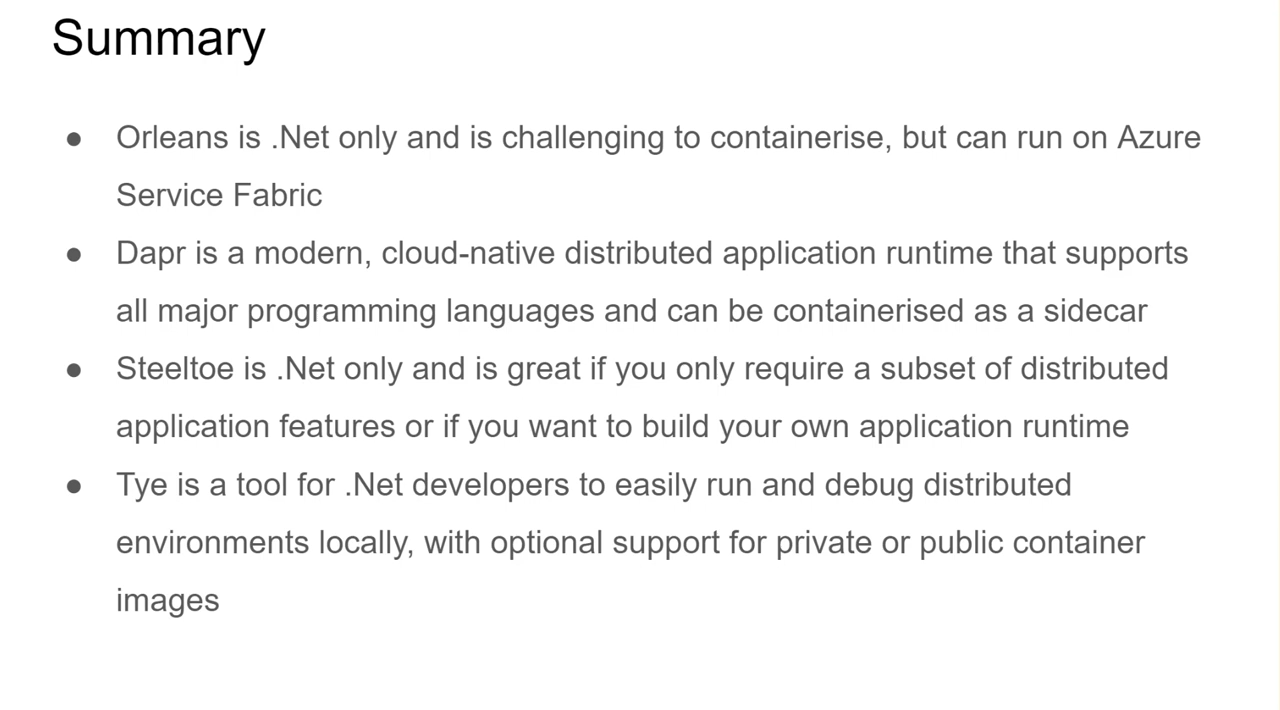 Summary
● Orleans is .Net only and is challenging to containerise, but can run on Azure
Service Fabric
● Dapr is a modern, cloud-native distributed application runtime that supports
all major programming languages and can be containerised as a sidecar
● Steeltoe is .Net only and is great if you only require a subset of distributed
application features or if you want to build your own application runtime
● Tye is a tool for .Net developers to easily run and debug distributed
environments locally, with optional support for private or public container
images